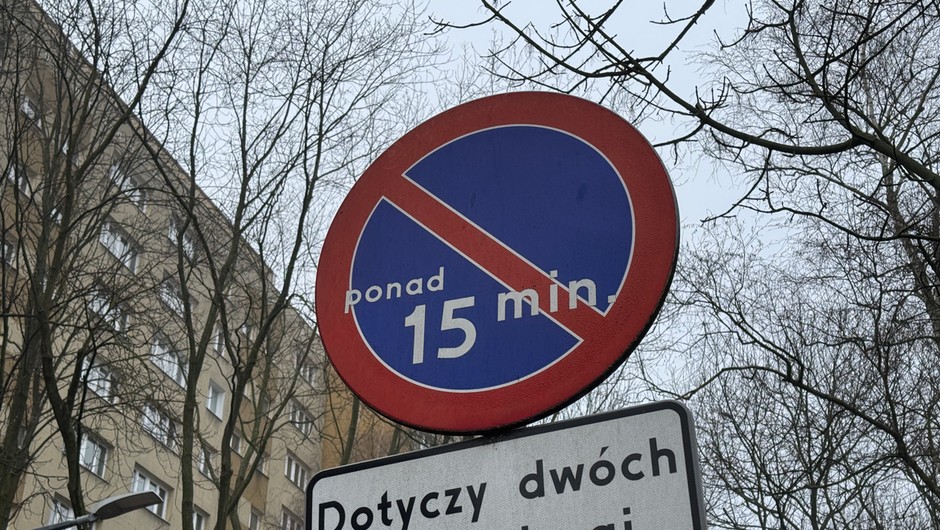 ponad
15 min.
Dotyczy dwóch